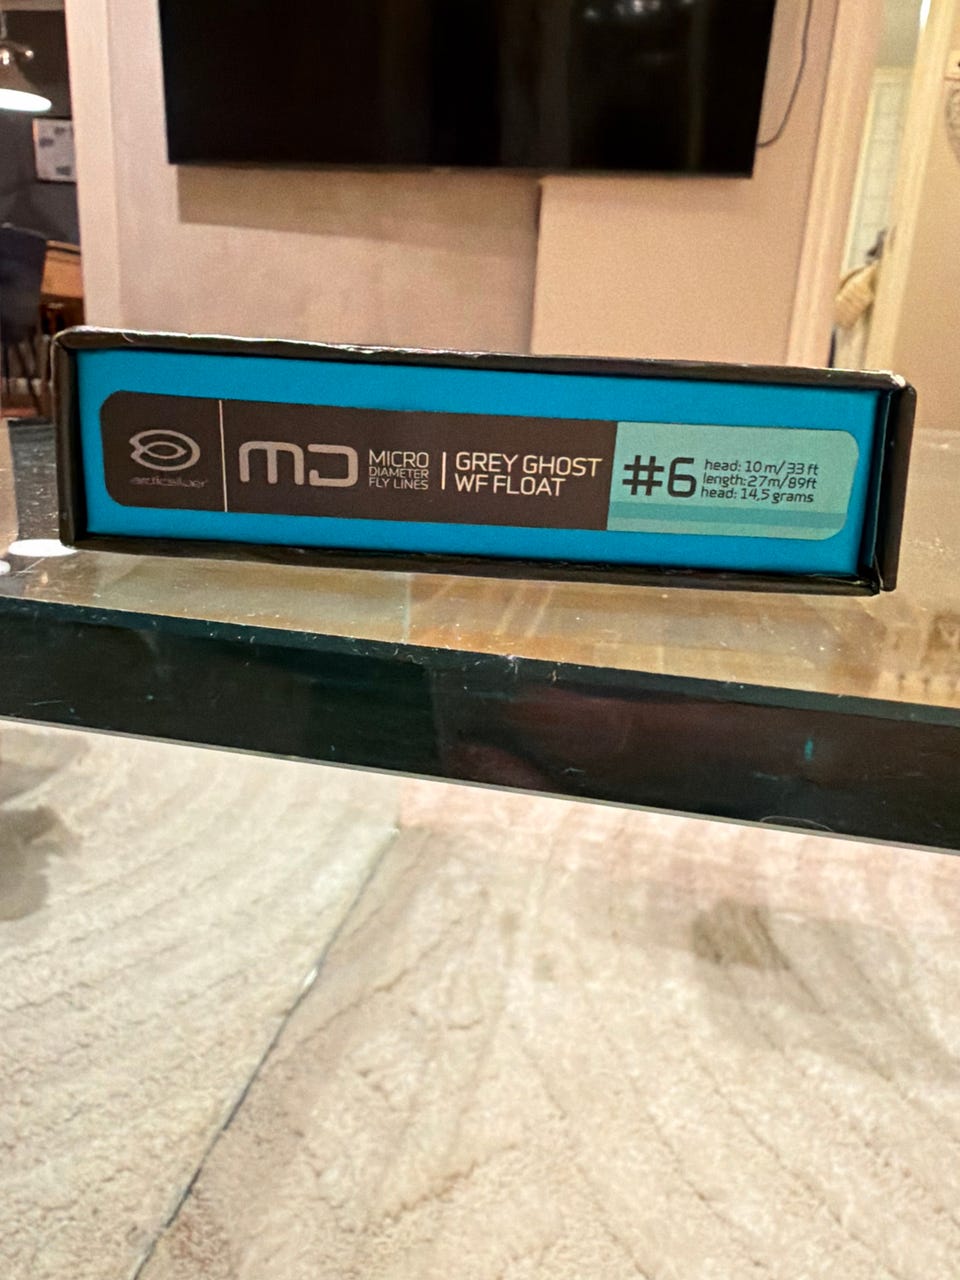 arcticsilver
MD
MICRO
DIAMETER
FLY LINES
GREY GHOST
WF FLOAT
#6
head: 10 m/33 ft
length: 27m/89ft
head: 14,5 grams